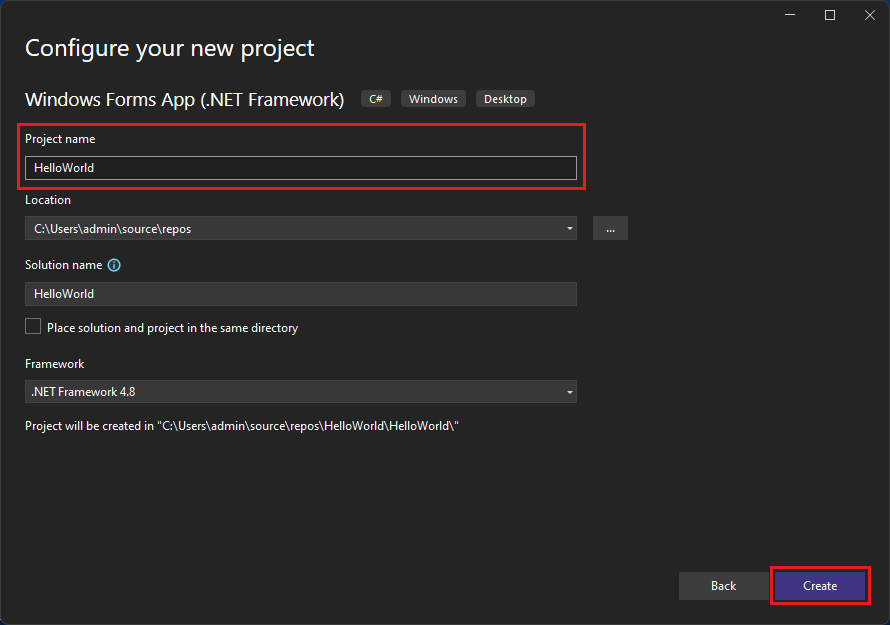 Configure your new project
Windows Forms App (.NET Framework) C# Windows Desktop
Project name
HelloWorld
Location
C:\Users\admin\source\repos ...
Solution name
HelloWorld
Place solution and project in the same directory
Framework
.NET Framework 4.8
Project will be created in "C:\Users\admin\source\repos\HelloWorld\HelloWorld\"
Back Create